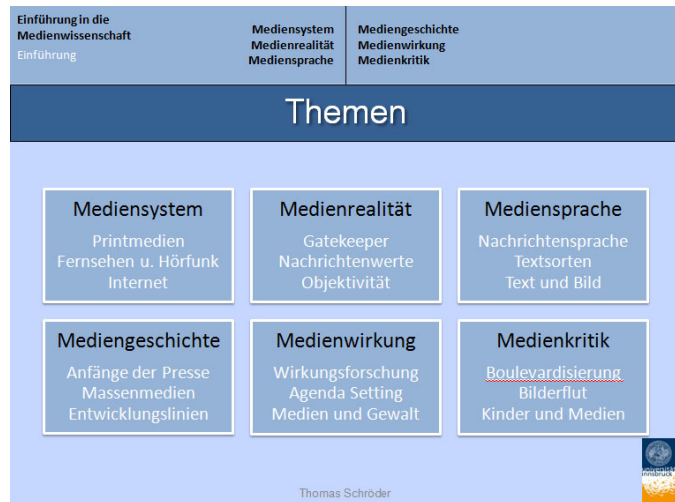 Einführung in die
Medienwissenschaft
Einführung
Mediensystem
Medienrealität
Mediensprache
Mediengeschichte
Medienwirkung
Medienkritik
Themen
Mediensystem
Printmedien
Fernsehen u. Hörfunk
Internet
Medienrealität
Gatekeeper
Nachrichtenwerte
Objektivität
Mediensprache
Nachrichtensprache
Textsorten
Text und Bild
Mediengeschichte
Anfänge der Presse
Massenmedien
Entwicklungslinien
Medienwirkung
Wirkungsforschung
Agenda Setting
Medien und Gewalt
Medienkritik
Boulevardisierung
Bilderflut
Kinder und Medien
Thomas Schröder
universität
innsbruck